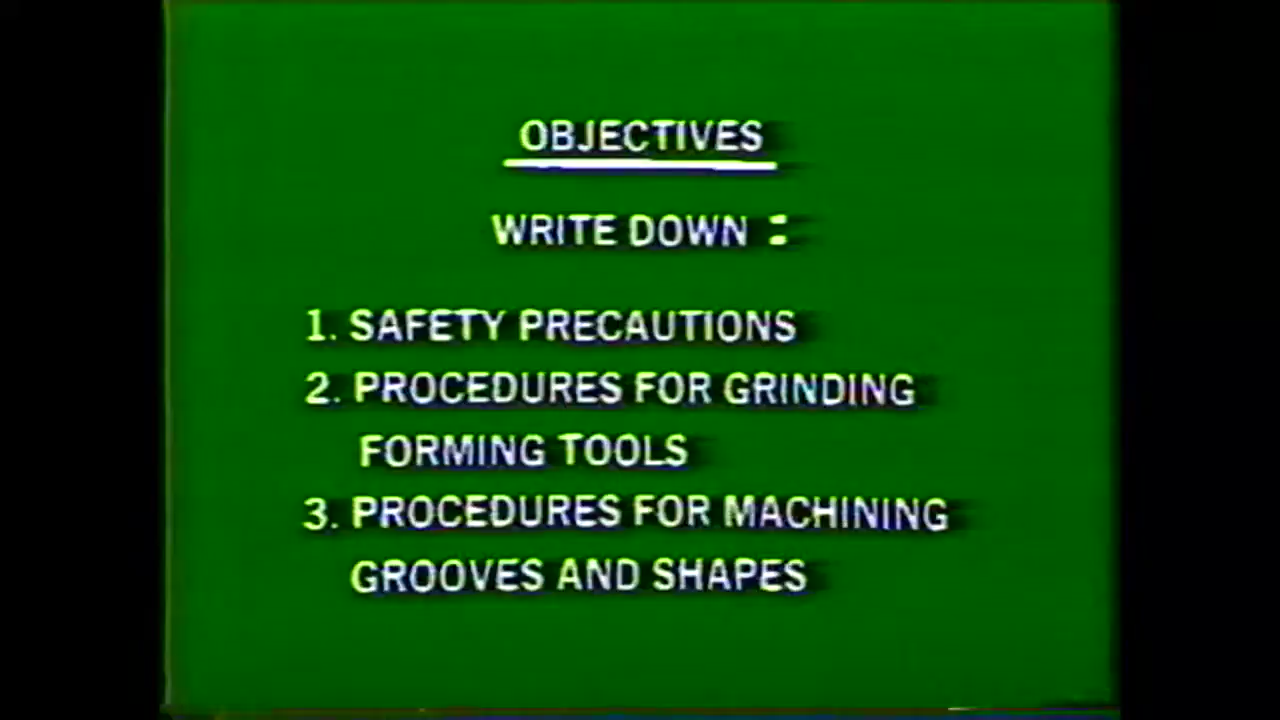 OBJECTIVES
WRITE DOWN :
1. SAFETY PRECAUTIONS
2. PROCEDURES FOR GRINDING
FORMING TOOLS
3. PROCEDURES FOR MACHINING
GROOVES AND SHAPES